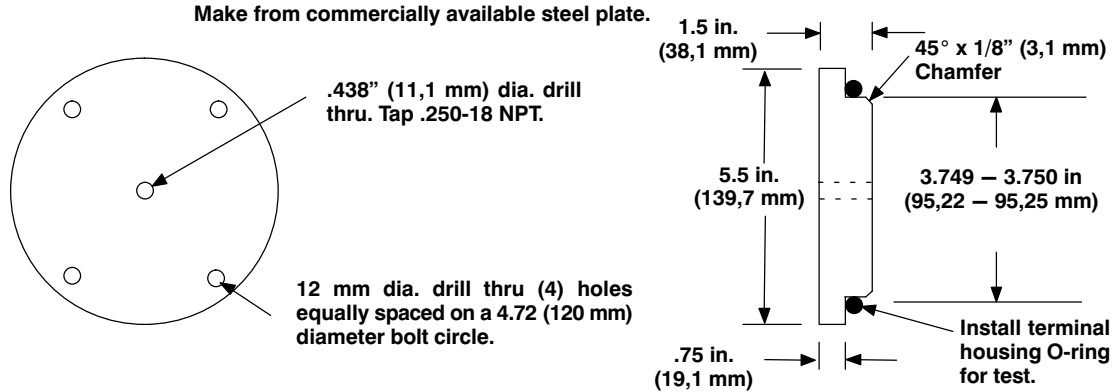 Make from commercially available steel plate.
.438” (11,1 mm) dia. drill
thru. Tap .250-18 NPT.
12 mm dia. drill thru (4) holes
equally spaced on a 4.72 (120 mm)
diameter bolt circle.
1.5 in.
(38,1 mm)
45° x 1/8” (3,1 mm)
Chamfer
5.5 in.
(139,7 mm)
3.749 – 3.750 in
(95,22 – 95,25 mm)
.75 in.
(19,1 mm)
Install terminal
housing O-ring
for test.